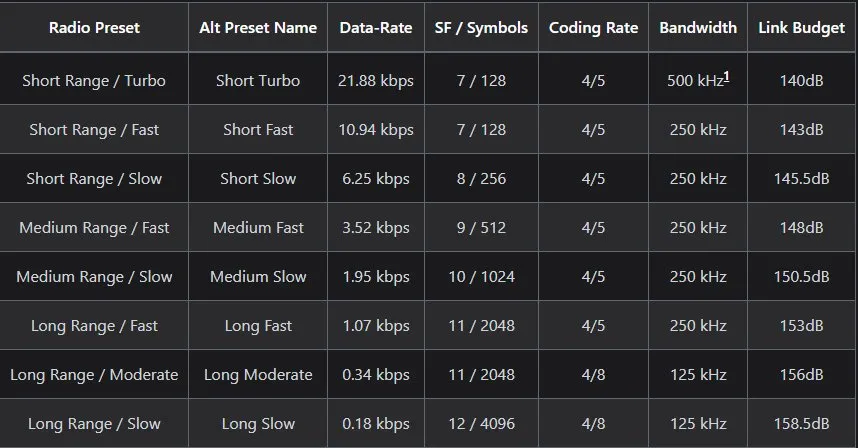 Radio Preset Alt Preset Name Data-Rate SF / Symbols Coding Rate Bandwidth Link Budget
Short Range / Turbo Short Turbo 21.88 kbps 7 / 128 4/5 500 kHz¹ 140dB
Short Range / Fast Short Fast 10.94 kbps 7 / 128 4/5 250 kHz 143dB
Short Range / Slow Short Slow 6.25 kbps 8 / 256 4/5 250 kHz 145.5dB
Medium Range / Fast Medium Fast 3.52 kbps 9 / 512 4/5 250 kHz 148dB
Medium Range / Slow Medium Slow 1.95 kbps 10 / 1024 4/5 250 kHz 150.5dB
Long Range / Fast Long Fast 1.07 kbps 11 / 2048 4/5 250 kHz 153dB
Long Range / Moderate Long Moderate 0.34 kbps 11 / 2048 4/8 125 kHz 156dB
Long Range / Slow Long Slow 0.18 kbps 12 / 4096 4/8 125 kHz 158.5dB